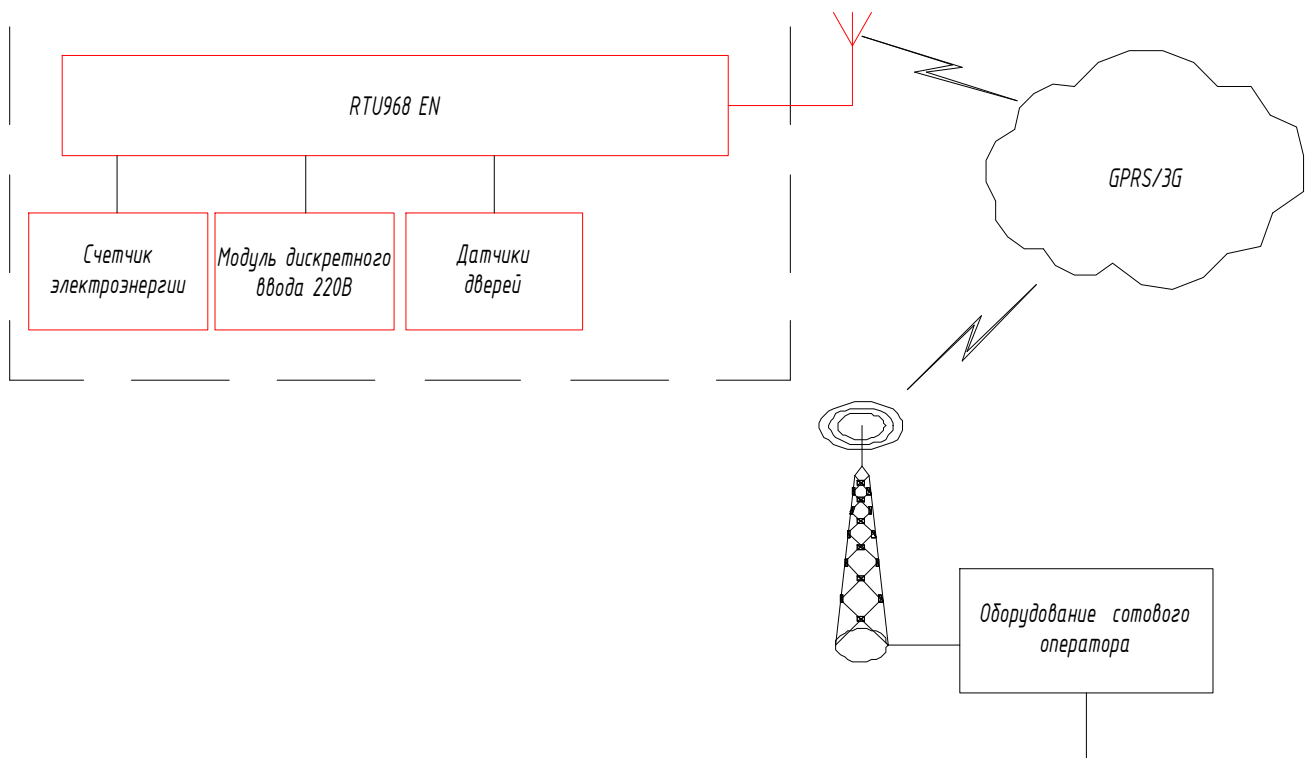 RTU968 EN
GPRS/3G
Счетчик
электроэнергии
Модуль дискретного
ввода 220В
Датчики
дверей
Оборудование сотового
оператора